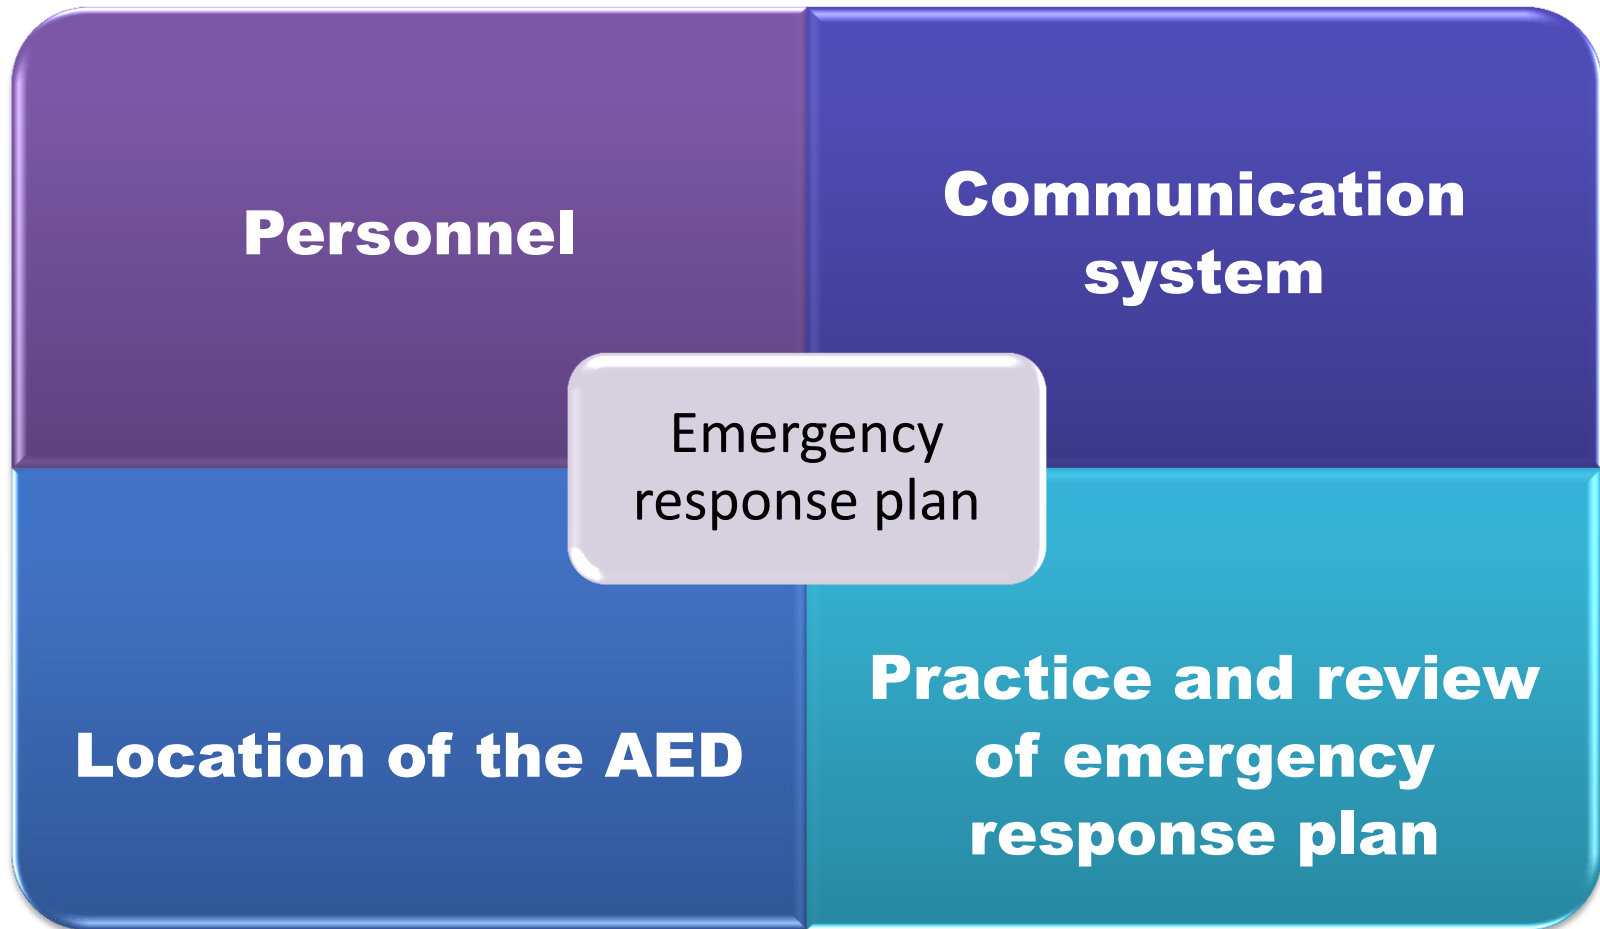 Personnel
Communication
system
Emergency
response plan
Location of the AED
Practice and review
of emergency
response plan